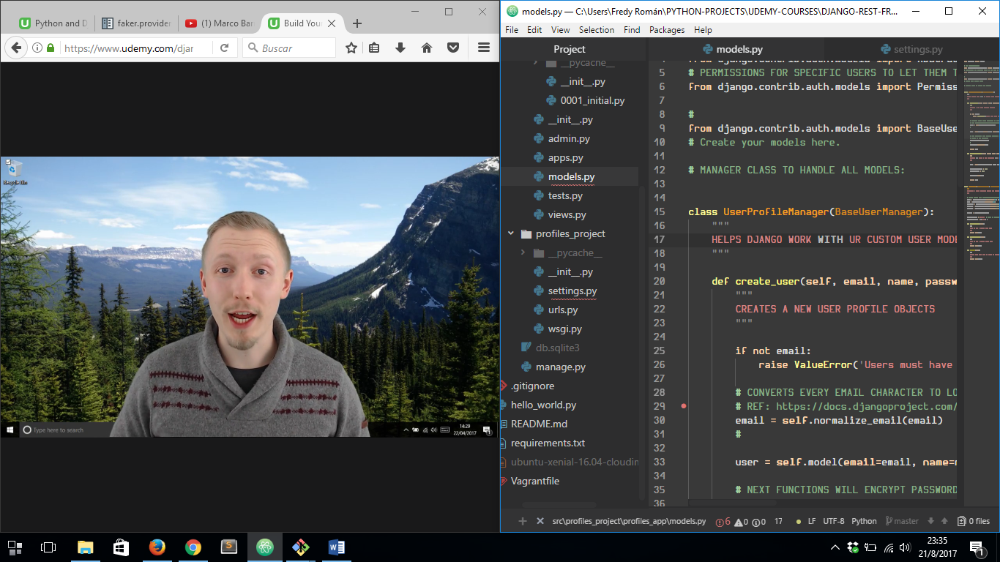 Python and D
faker.provider
(1) Marco Bar
Build Your
https://www.udemy.com/djar
Buscar
Recycle Bin
Type here to search
14:29
22/04/2017
models.py — C:\Users\Fredy Román\PYTHON-PROJECTS\UDEMY-COURSES\DJANGO-REST-FR...
File Edit View Selection Find Packages Help
Project
__pycache__
__init__.py
0001_initial.py
__init__.py
admin.py
apps.py
models.py
tests.py
views.py
profiles_project
__pycache__
__init__.py
settings.py
urls.py
wsgi.py
db.sqlite3
manage.py
.gitignore
hello_world.py
README.md
requirements.txt
ubuntu-xenial-16.04-cloudim
Vagrantfile
models.py settings.py
5 # PERMISSIONS FOR SPECIFIC USERS TO LET THEM T
6 from django.contrib.auth.models import Permiss
7
8 #
9 from django.contrib.auth.models import BaseUse
10 # Create your models here.
11
12 # MANAGER CLASS TO HANDLE ALL MODELS:
13
14
15 class UserProfileManager(BaseUserManager):
16 """
17 HELPS DJANGO WORK WITH UR CUSTOM USER MODE
18 """
19
20 def create_user(self, email, name, passw
21 """
22 CREATES A NEW USER PROFILE OBJECTS
23 """
24
25 if not email:
26 raise ValueError('Users must have
27
28 # CONVERTS EVERY EMAIL CHARACTER TO LO
29 # REF: https://docs.djangoproject.com/
30 email = self.normalize_email(email)
31 #
32
33 user = self.model(email=email, name=n
34
35 # NEXT FUNCTIONS WILL ENCRYPT PASSWORD
36
src\profiles_project\profiles_app\models.py 6 0 0 17 LF UTF-8 Python master 0 files
23:35
21/8/2017
1